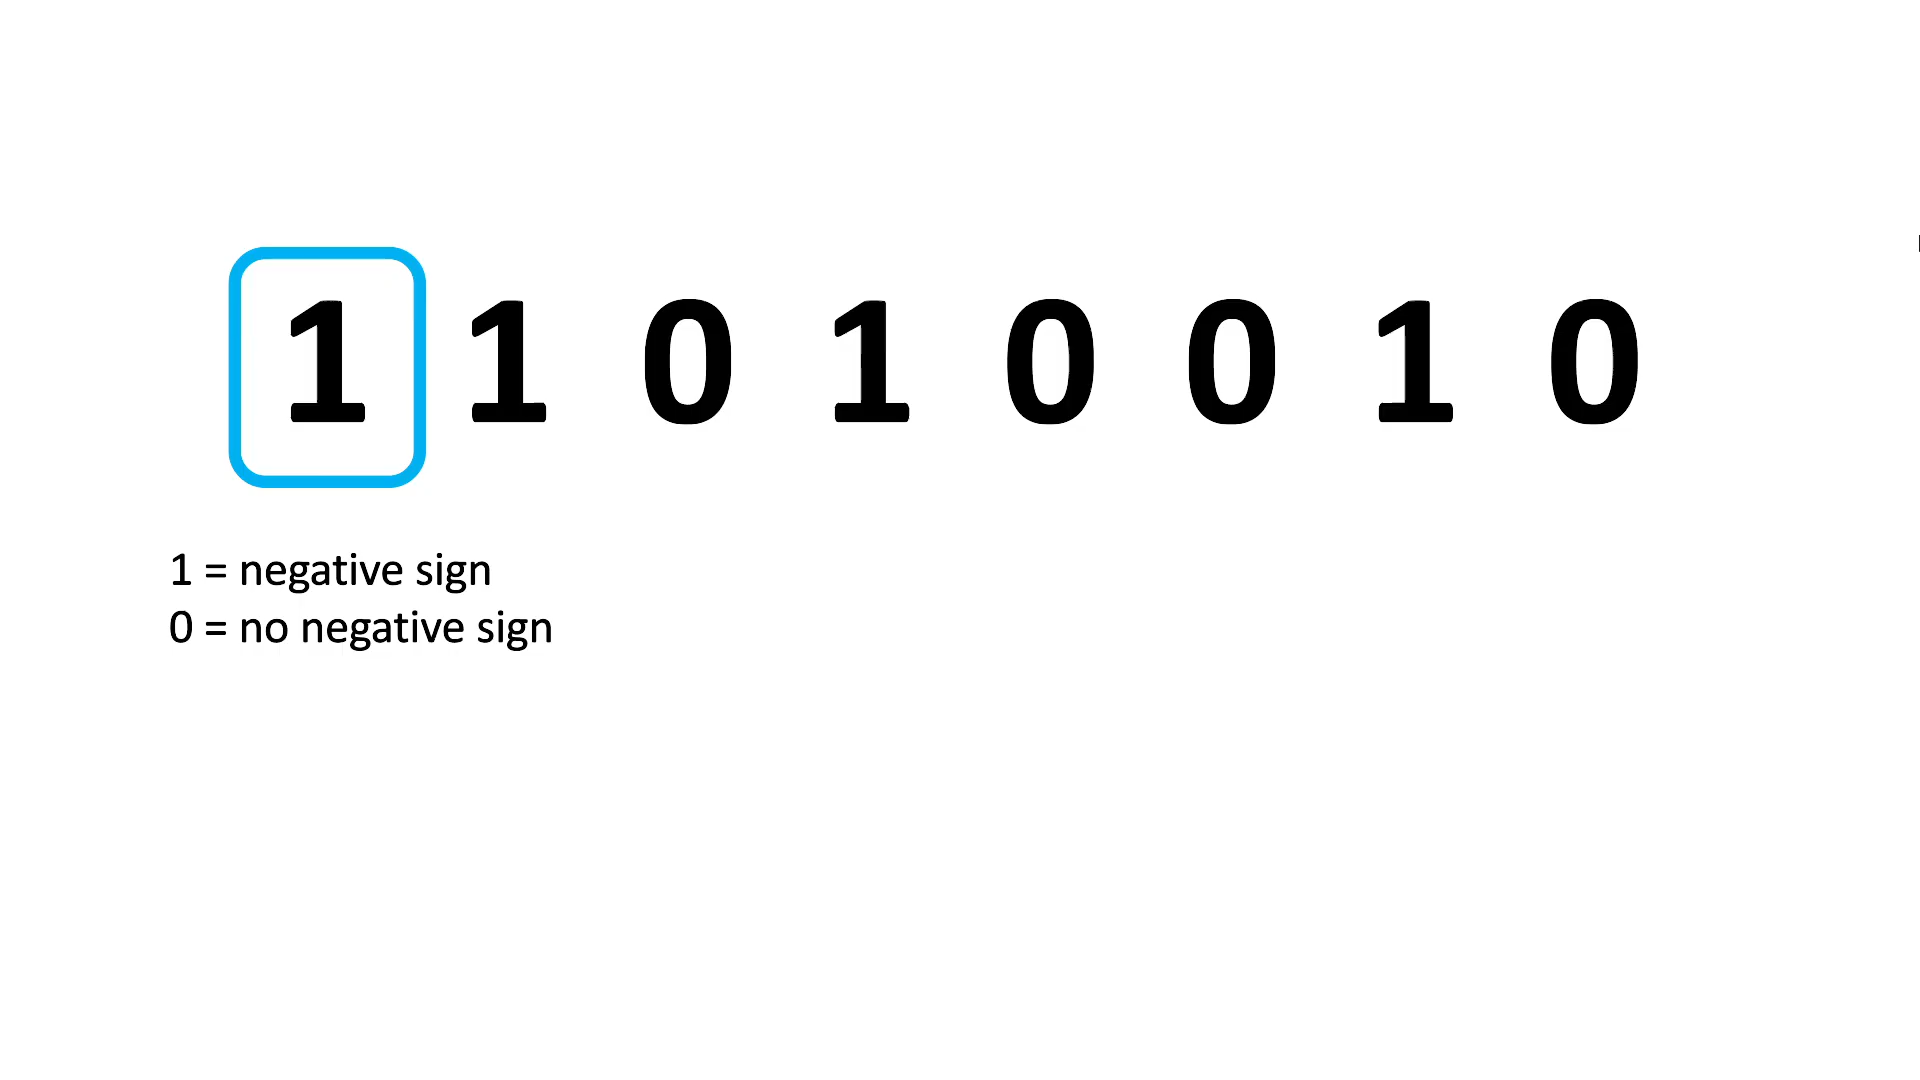 1 1 0 1 0 0 1 0
1 = negative sign
0 = no negative sign